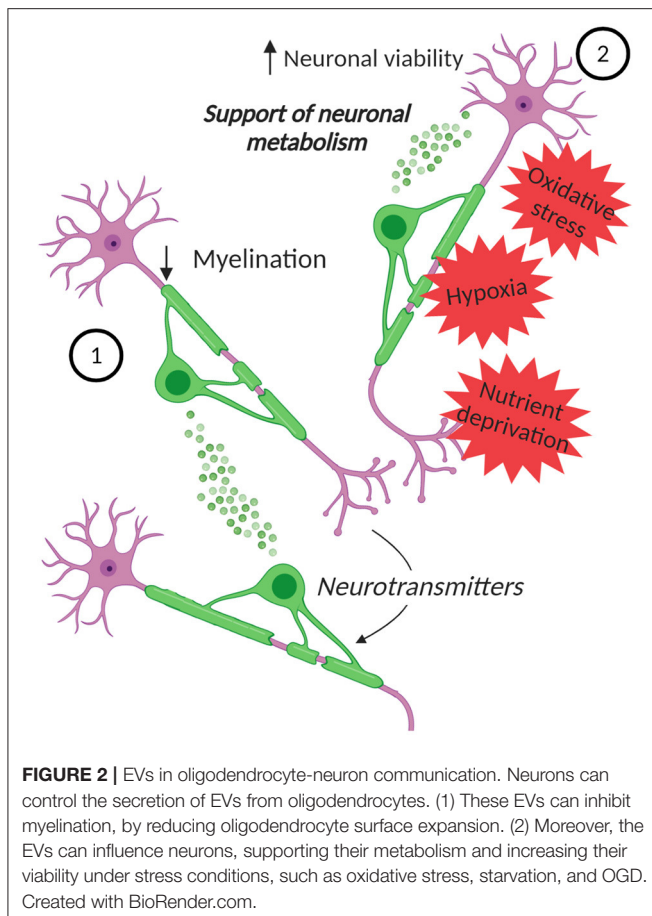 ↑ Neuronal viability
2
Support of neuronal
metabolism
Oxidative
stress
↓ Myelination
Hypoxia
1
Nutrient
deprivation
Neurotransmitters
FIGURE 2 | EVs in oligodendrocyte-neuron communication. Neurons can
control the secretion of EVs from oligodendrocytes. (1) These EVs can inhibit
myelination, by reducing oligodendrocyte surface expansion. (2) Moreover, the
EVs can influence neurons, supporting their metabolism and increasing their
viability under stress conditions, such as oxidative stress, starvation, and OGD.
Created with BioRender.com.